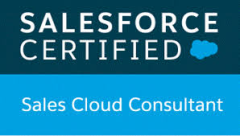 SALESFORCE
CERTIFIED
Sales Cloud Consultant